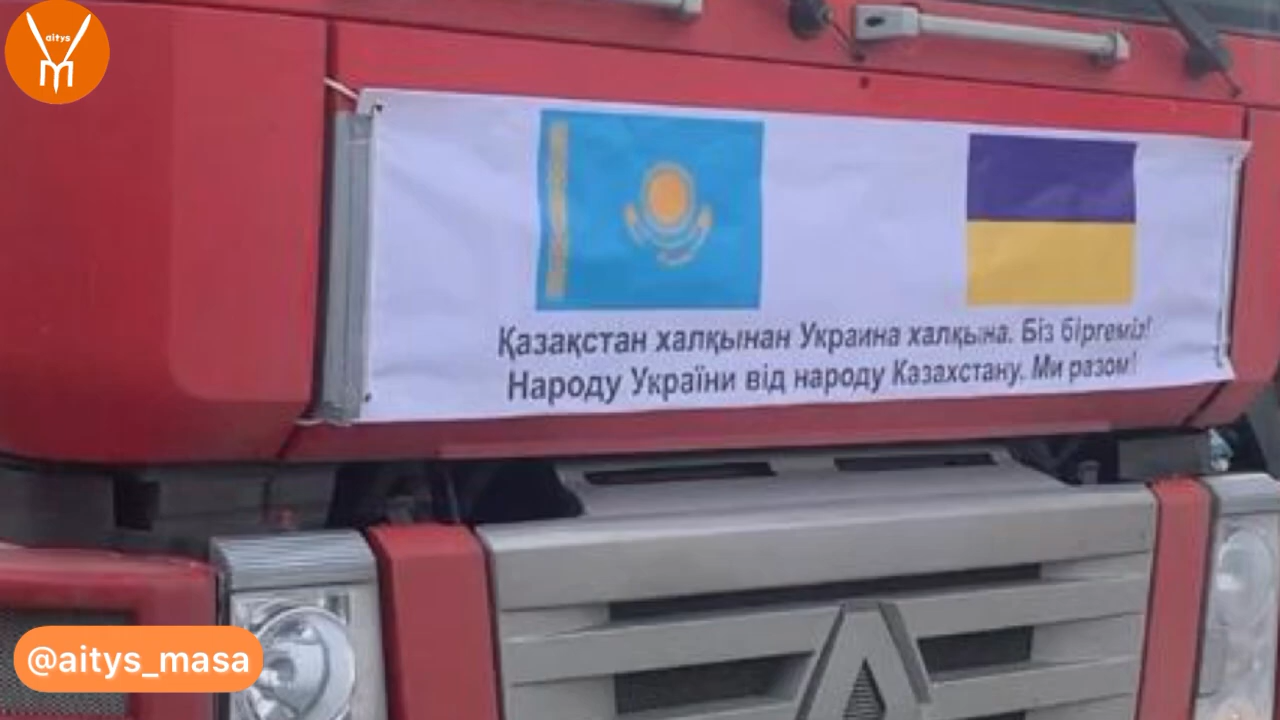 aitys
Қазақстан халқынан Украина халқына. Біз біргеміз!
Народу України від народу Казахстану. Ми разом!
@aitys_masa